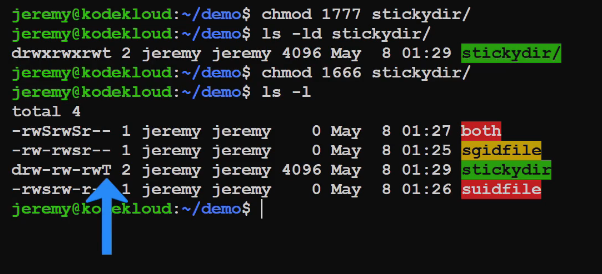 jeremy@kodekloud:~/demo$ chmod 1777 stickydir/
jeremy@kodekloud:~/demo$ ls -ld stickydir/
drwxrwxrwt 2 jeremy jeremy 4096 May  8 01:29 stickydir/
jeremy@kodekloud:~/demo$ chmod 1666 stickydir/
jeremy@kodekloud:~/demo$ ls -l
total 4
-rwSrwSr-- 1 jeremy jeremy    0 May  8 01:27 both
-rw-rwsr-- 1 jeremy jeremy    0 May  8 01:25 sgidfile
drw-rw-rwT 2 jeremy jeremy 4096 May  8 01:29 stickydir
-rwsrw-r-- 1 jeremy jeremy    0 May  8 01:26 suidfile
jeremy@kodekloud:~/demo$